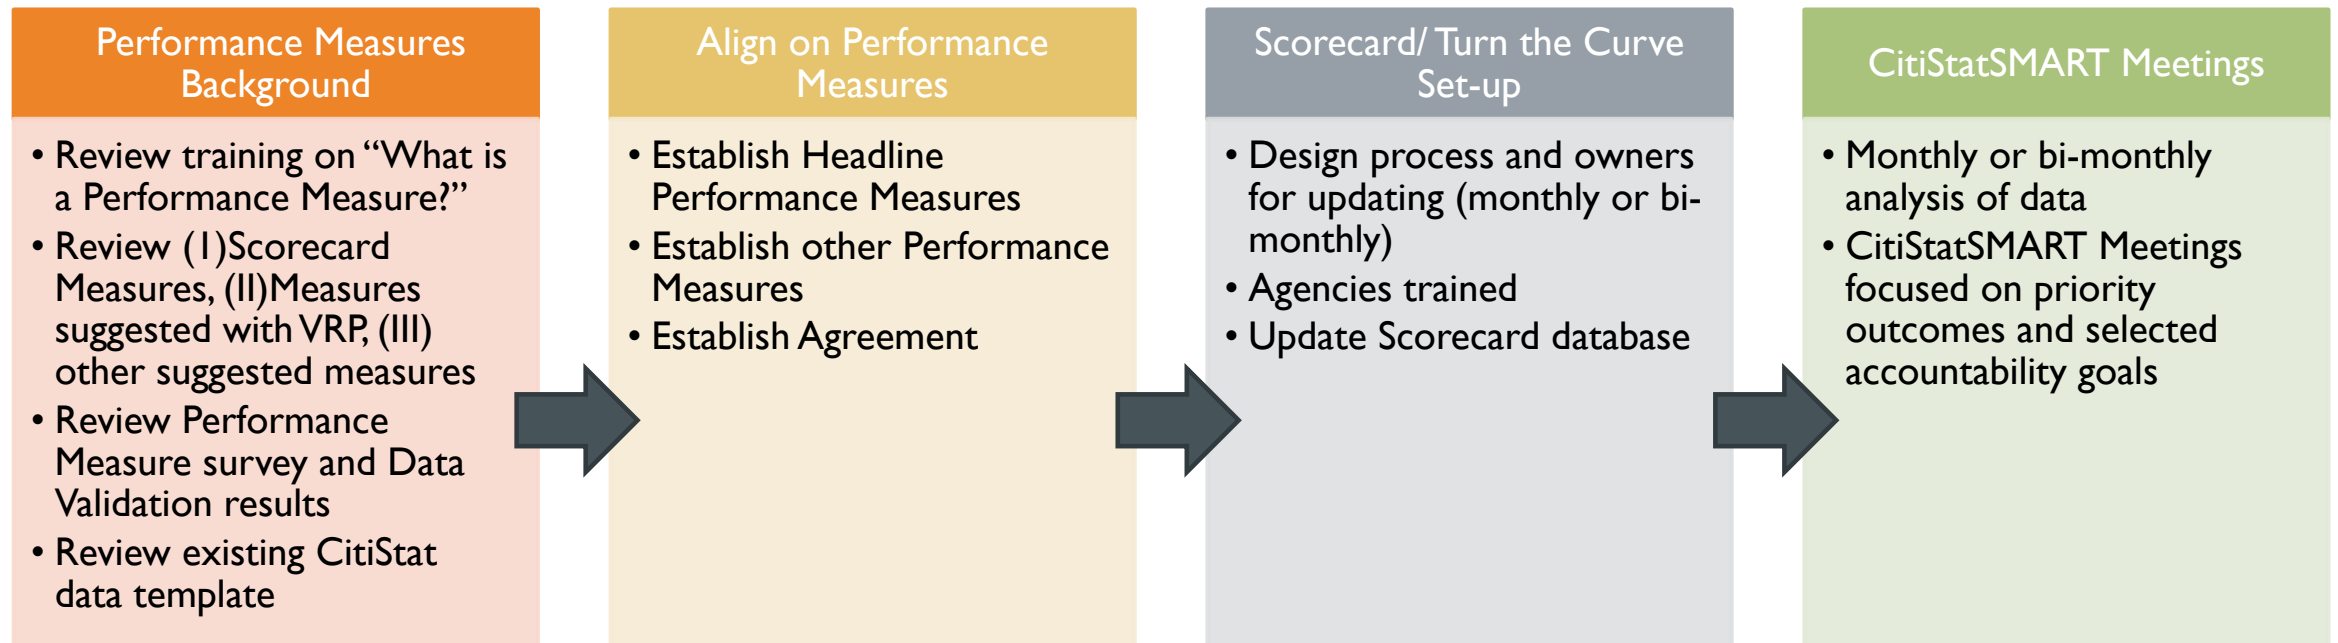 Performance Measures
Background
• Review training on “What is
a Performance Measure?”
• Review (1)Scorecard
Measures, (II)Measures
suggested with VRP, (III)
other suggested measures
• Review Performance
Measure survey and Data
Validation results
• Review existing CitiStat
data template
Align on Performance
Measures
• Establish Headline
Performance Measures
• Establish other Performance
Measures
• Establish Agreement
Scorecard/ Turn the Curve
Set-up
• Design process and owners
for updating (monthly or bi-
monthly)
• Agencies trained
• Update Scorecard database
CitiStatSMART Meetings
• Monthly or bi-monthly
analysis of data
• CitiStatSMART Meetings
focused on priority
outcomes and selected
accountability goals